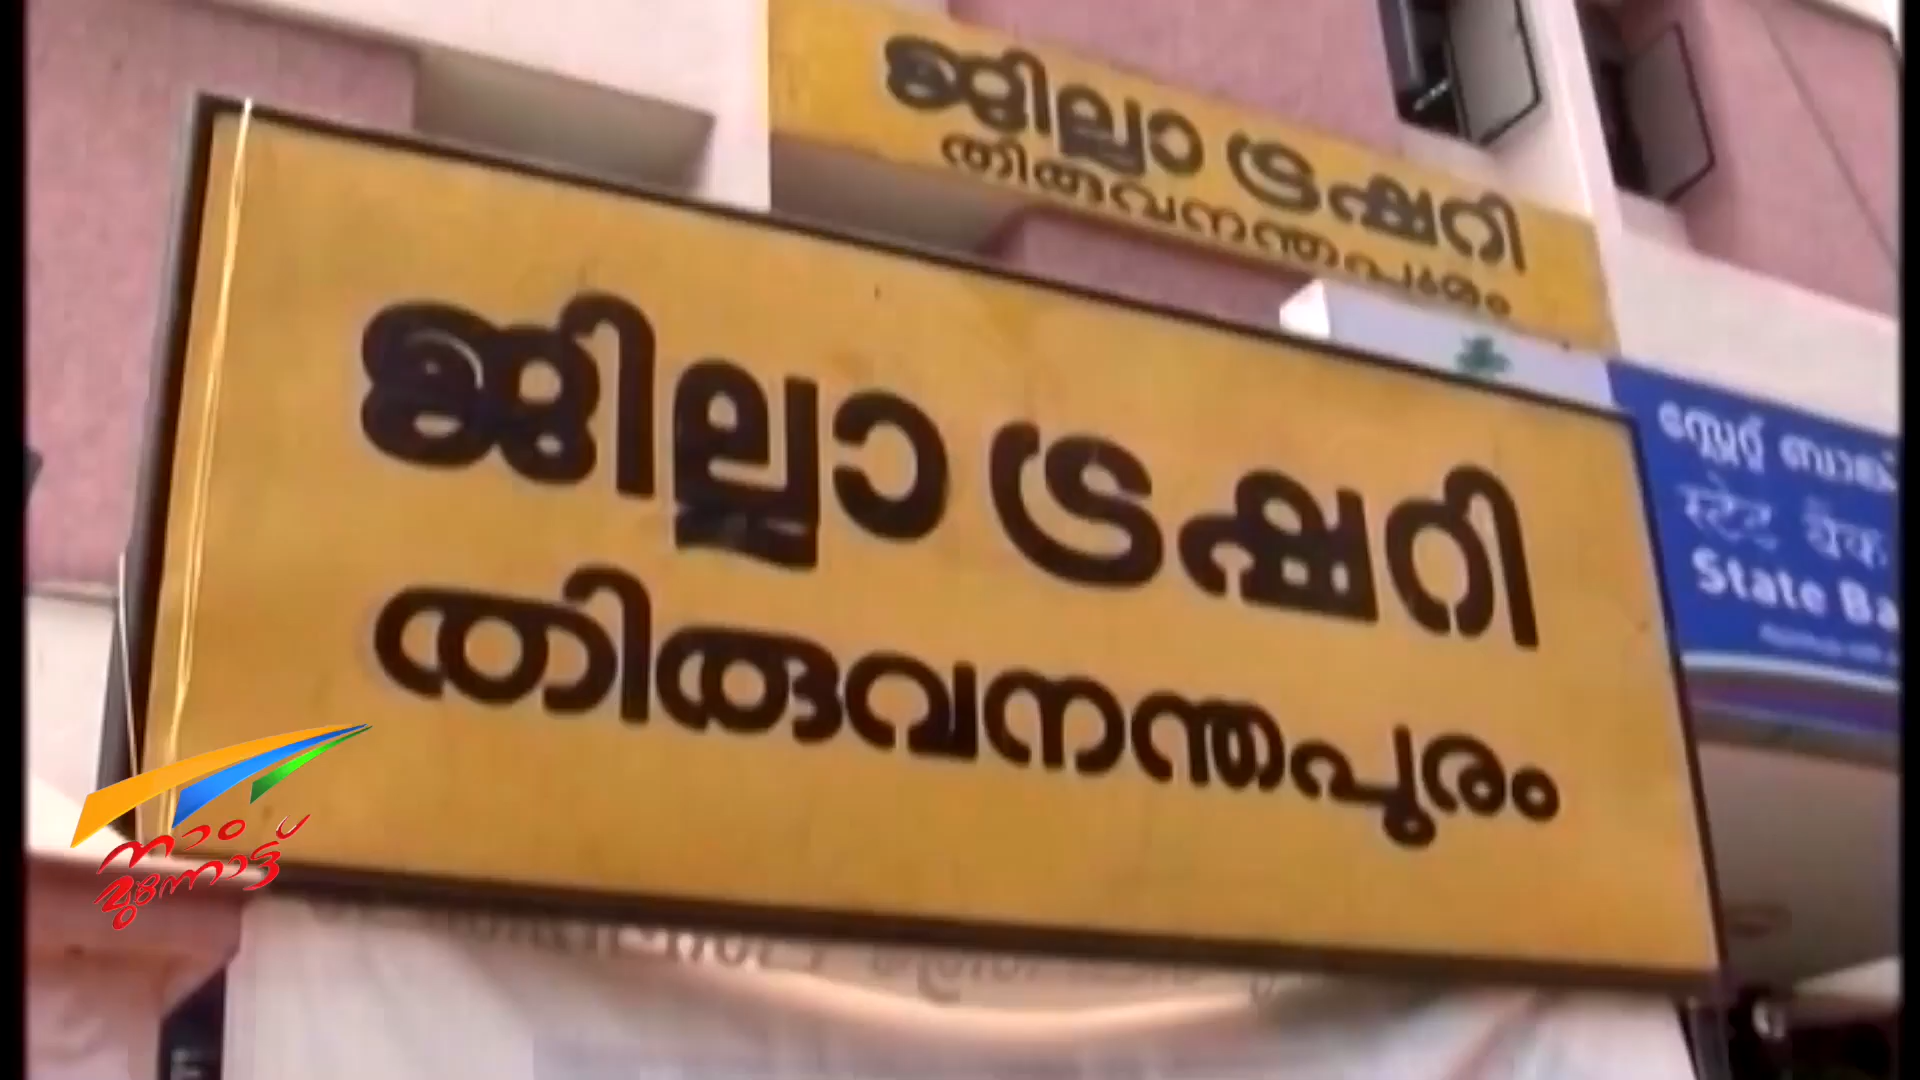 ജില്ലാ ട്രഷറി
തിരുവനന്തപുരം
ജില്ലാ ട്രഷറി
തിരുവനന്തപുരം
സ്റ്റേറ്റ് ബാങ്ക്
स्टेट बैंक
State Ba
നാം
മുന്നോട്ട്